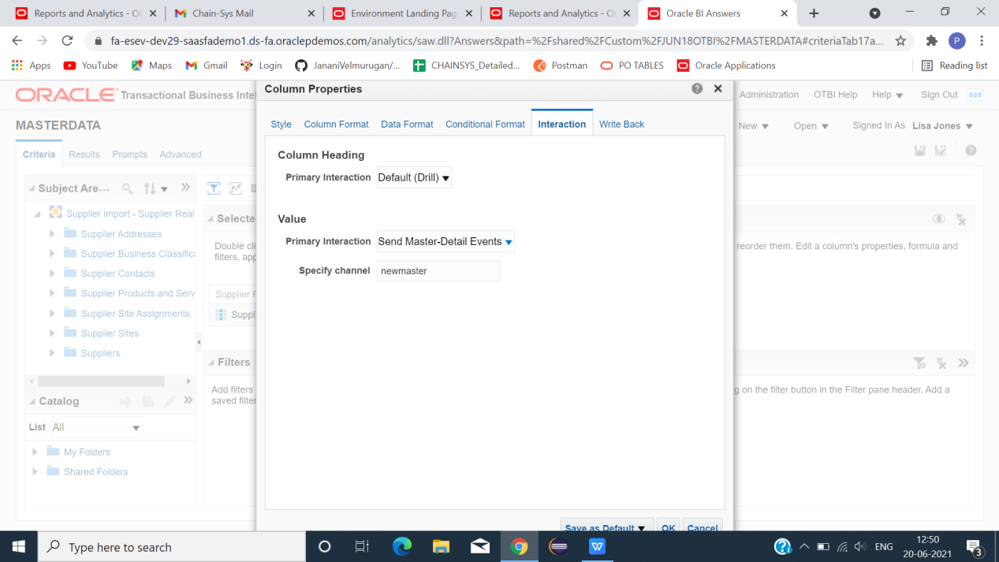 Reports and Analytics - O
Chain-Sys Mail
Environment Landing Pag
Reports and Analytics - O
Oracle BI Answers
fa-esev-dev29-saasfademo1.ds-fa.oraclepdemos.com/analytics/saw.dll?Answers&path=%2Fshared%2FCustom%2FJUN18OTBI%2FMASTERDATA#criteriaTab17a...
P
Apps
YouTube
Maps
Gmail
Login
JananiVelmurugan/...
CHAINSYS_Detailed...
Postman
PO TABLES
Oracle Applications
Reading list
ORACLE Transactional Business Intel
Administration
OTBI Help
Help
Sign Out
MASTERDATA
New
Open
Signed In As Lisa Jones
Criteria
Results
Prompts
Advanced
Subject Are...
Supplier Import - Supplier Real
Supplier Addresses
Supplier Business Classific
Supplier Contacts
Supplier Products and Serv
Supplier Site Assignments
Supplier Sites
Suppliers
Catalog
List All
My Folders
Shared Folders
Selecte
Double cli
reorder them. Edit a column's properties, formula and
filters, app
Supplier
Suppl
Filters
Add filters
g on the filter button in the Filter pane header. Add a
saved filter
Column Properties
Style
Column Format
Data Format
Conditional Format
Interaction
Write Back
Column Heading
Primary Interaction Default (Drill)
Value
Primary Interaction Send Master-Detail Events
Specify channel newmaster
Save as Default
OK
Cancel
Type here to search
ENG
12:50
20-06-2021
3